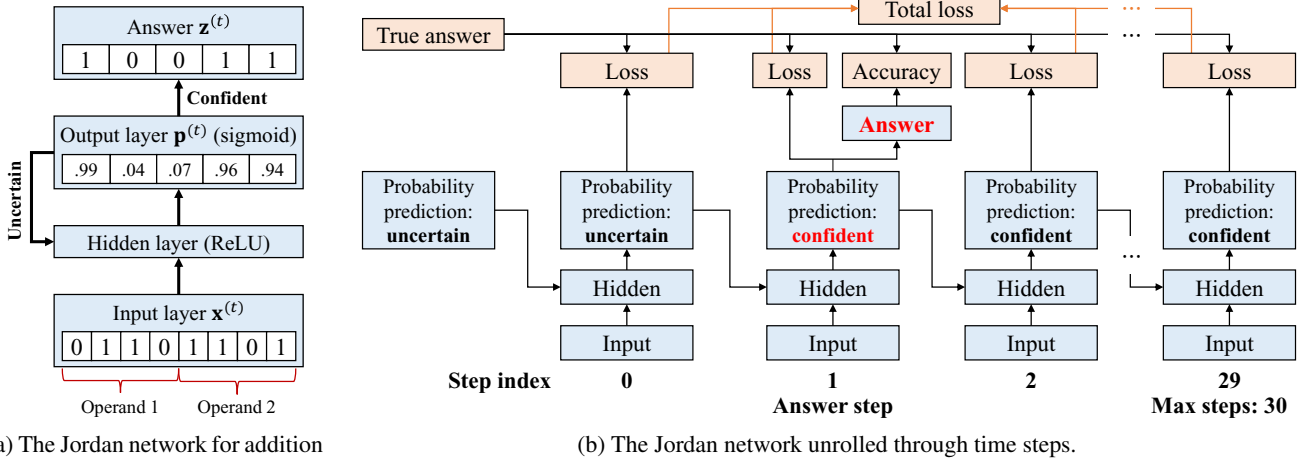 Answer z^(t)
1 0 0 1 1
Confident
Output layer p^(t) (sigmoid)
.99 .04 .07 .96 .94
Uncertain
Hidden layer (ReLU)
Input layer x^(t)
0 1 1 0 1 1 0 1
Operand 1 Operand 2
a) The Jordan network for addition
Total loss ...
True answer ...
Loss Loss Accuracy Loss Loss
Answer
Probability prediction: uncertain
Probability prediction: uncertain
Probability prediction: confident
Probability prediction: confident
Probability prediction: confident
...
Hidden Hidden Hidden Hidden
Input Input Input Input
Step index 0 1 2 29
Answer step Max steps: 30
(b) The Jordan network unrolled through time steps.